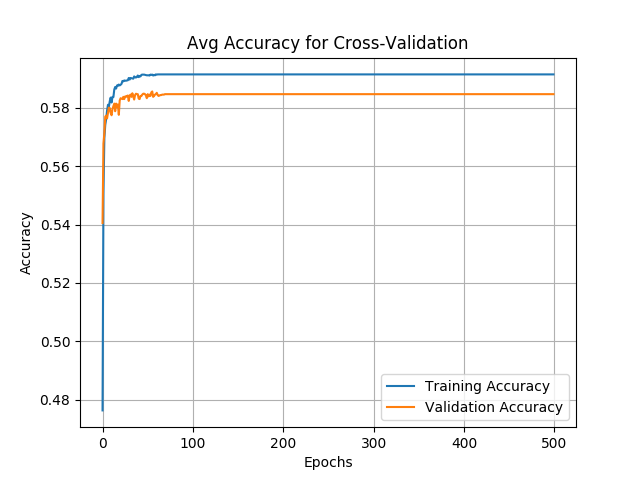 Avg Accuracy for Cross-Validation
Accuracy
0.58
0.56
0.54
0.52
0.50
0.48
0
100
200
300
400
500
Epochs
Training Accuracy
Validation Accuracy